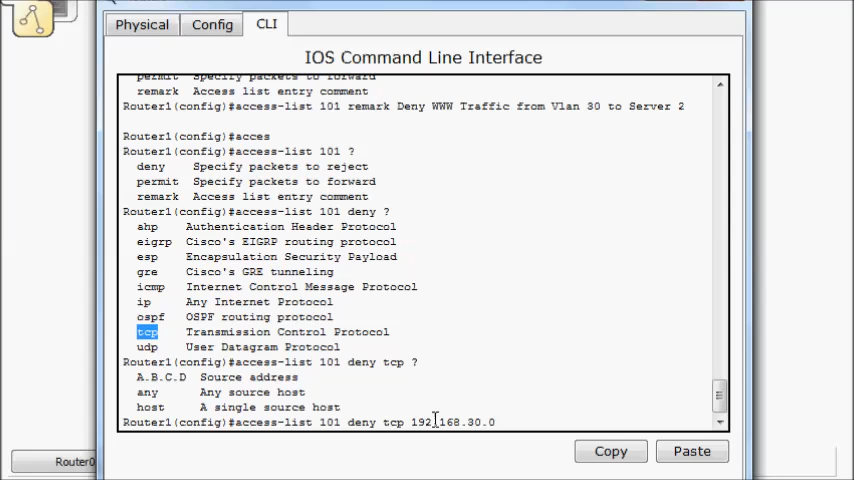 Physical Config CLI
IOS Command Line Interface
permit Specify packets to forward
remark Access list entry comment
Router1(config)#access-list 101 remark Deny WWW Traffic from Vlan 30 to Server 2
Router1(config)#acces
Router1(config)#access-list 101 ?
deny Specify packets to reject
permit Specify packets to forward
remark Access list entry comment
Router1(config)#access-list 101 deny ?
ahp Authentication Header Protocol
eigrp Cisco's EIGRP routing protocol
esp Encapsulation Security Payload
gre Cisco's GRE tunneling
icmp Internet Control Message Protocol
ip Any Internet Protocol
ospf OSPF routing protocol
tcp Transmission Control Protocol
udp User Datagram Protocol
Router1(config)#access-list 101 deny tcp ?
A.B.C.D Source address
any Any source host
host A single source host
Router1(config)#access-list 101 deny tcp 192.168.30.0
Copy Paste
Router0